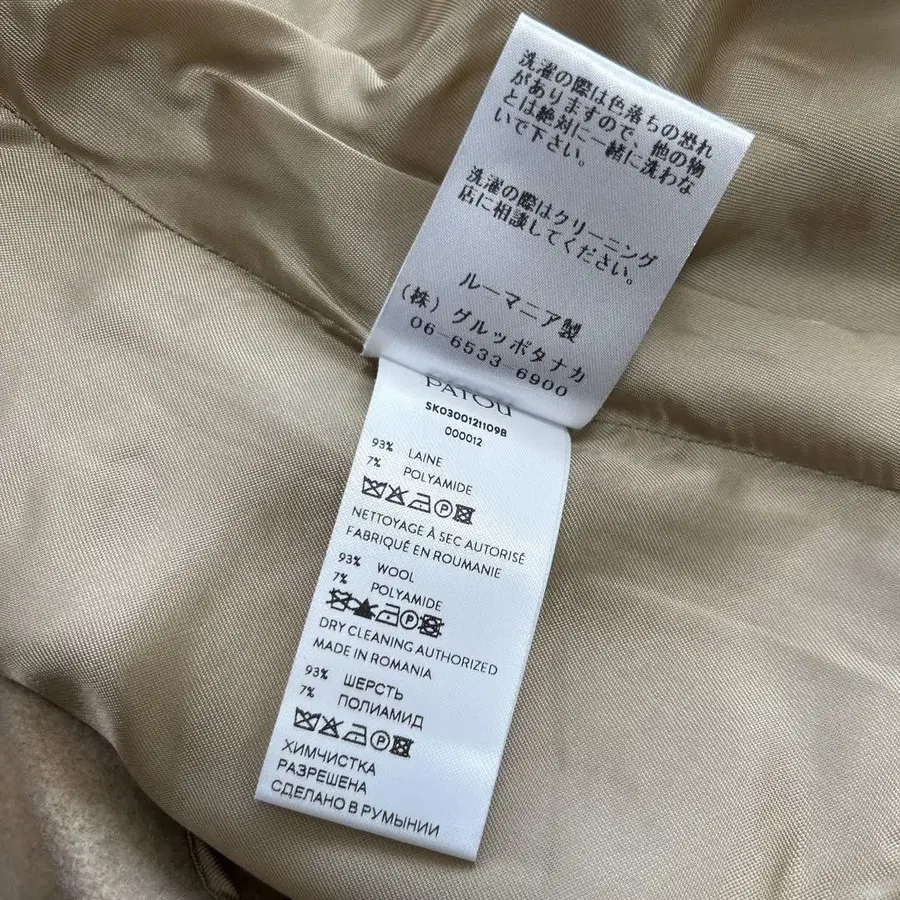 洗濯の際は色落ちの恐れ
がありますので、他の物
とは絶対に一緒に洗わな
いで下さい。
洗濯の際はクリーニング
店に相談してください。
ルーマニア製
(株)グルッポタナカ
06-6533-6900
PATOU
SK0300121109B
000012
93% LAINE
7% POLYAMIDE
P
NETTOYAGE À SEC AUTORISÉ
FABRIQUÉ EN ROUMANIE
93% WOOL
7% POLYAMIDE
P
DRY CLEANING AUTHORIZED
MADE IN ROMANIA
93% ШЕРСТЬ
7% ПОЛИАМИД
P
ХИМЧИСТКА
РАЗРЕШЕНА
СДЕЛАНО В РУМЫНИИ